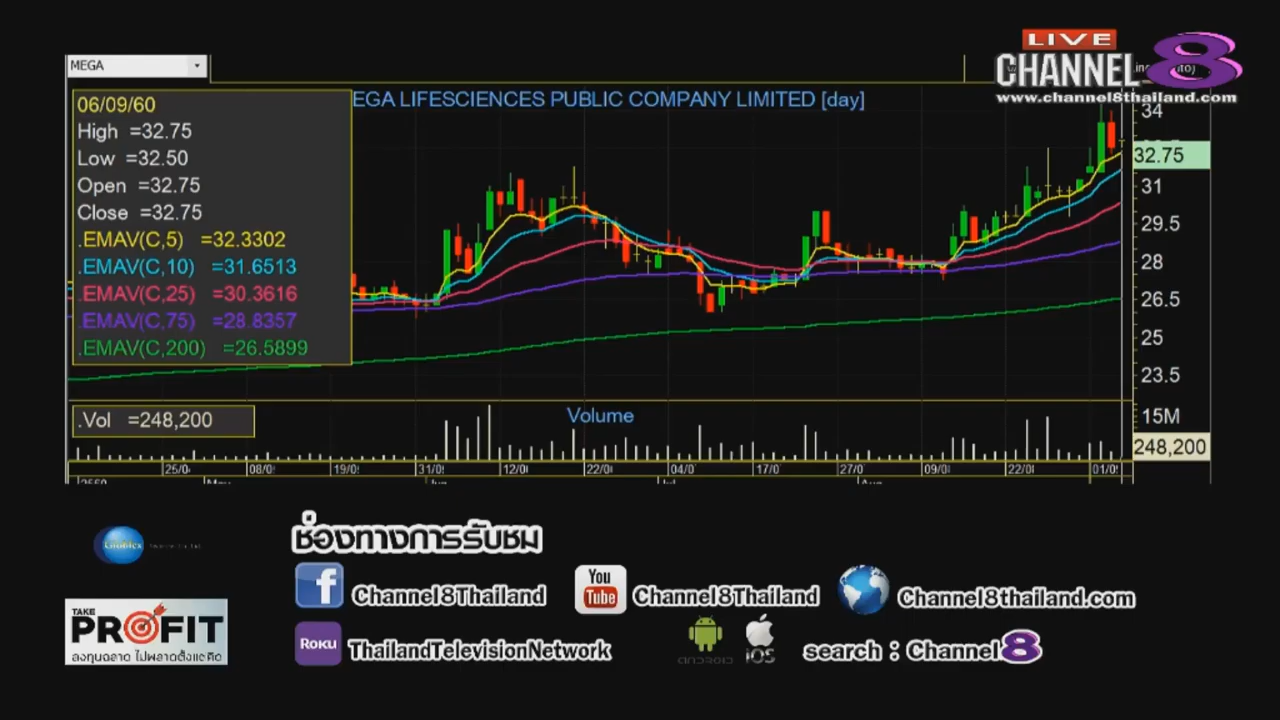 LIVE
CHANNEL 8
www.channel8thailand.com
MEGA
EGA LIFESCIENCES PUBLIC COMPANY LIMITED [day]
06/09/60
High =32.75
Low =32.50
Open =32.75
Close =32.75
.EMAV(C,5) =32.3302
.EMAV(C,10) =31.6513
.EMAV(C,25) =30.3616
.EMAV(C,75) =28.8357
.EMAV(C,200) =26.5899
34
32.75
31
29.5
28
26.5
25
23.5
.Vol =248,200
Volume
15M
248,200
25/0 08/0 19/0 31/0 12/0 22/0 04/0 17/0 27/0 09/0 22/0 01/0
ช่องทางการรับชม
Channel8Thailand
You Tube
Channel8Thailand
Channel8thailand.com
TAKE
PROFIT
ลงทุนฉลาด ไม่พลาดตั้งแต่คิด
ROKU
ThailandTelevisionNetwork
ANDROID
iOS
search : Channel 8